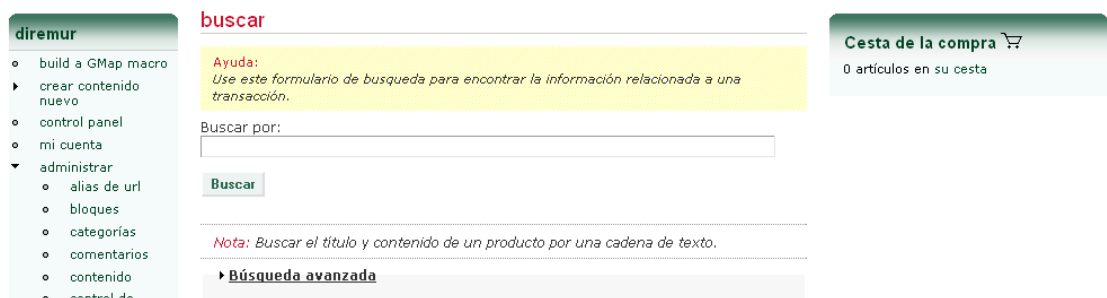 diremur
build a GMap macro
crear contenido
nuevo
control panel
mi cuenta
administrar
alias de url
bloques
categorías
comentarios
contenido
control de
buscar
Ayuda:
Use este formulario de busqueda para encontrar la información relacionada a una
transacción.
Buscar por:
Buscar
Nota: Buscar el título y contenido de un producto por una cadena de texto.
Búsqueda avanzada
Cesta de la compra
0 artículos en su cesta